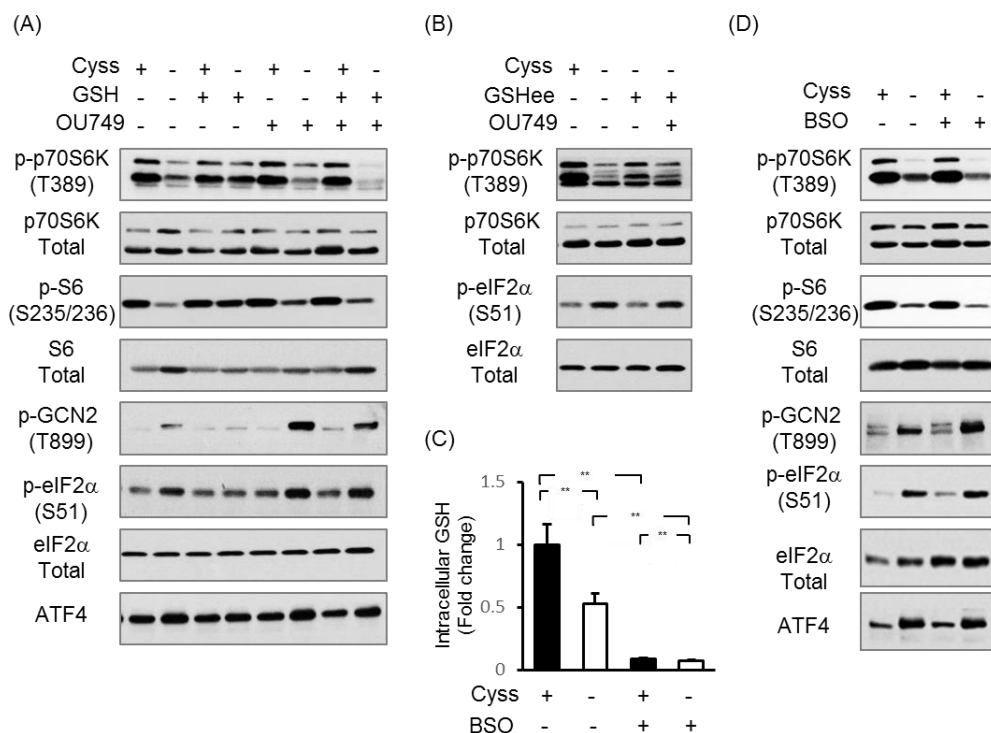 (A)
Cyss + - + - + - + -
GSH - - + + - - + +
OU749 - - - - + + + +
p-p70S6K
(T389)
p70S6K
Total
p-S6
(S235/236)
S6
Total
p-GCN2
(T899)
p-eIF2α
(S51)
eIF2α
Total
ATF4
(B)
Cyss + - - -
GSHee - - + +
OU749 - - - +
p-p70S6K
(T389)
p70S6K
Total
p-eIF2α
(S51)
eIF2α
Total
(C)
Intracellular GSH
(Fold change)
1.5
1
0.5
0
**
**
**
**
Cyss + - + -
BSO - - + +
(D)
Cyss + - + -
BSO - - + +
p-p70S6K
(T389)
p70S6K
Total
p-S6
(S235/236)
S6
Total
p-GCN2
(T899)
p-eIF2α
(S51)
eIF2α
Total
ATF4